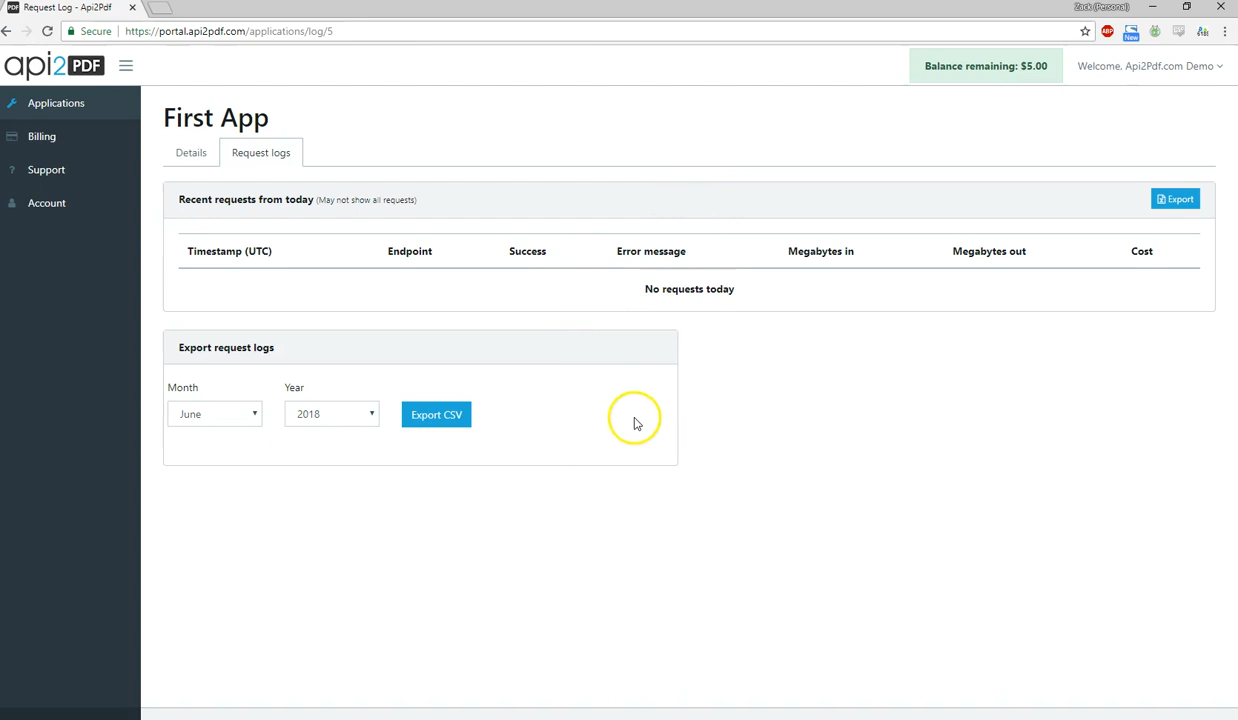 Request Log - Api2Pdf
Zack (Personal)
Secure https://portal.api2pdf.com/applications/log/5
ABP
New
api2PDF
Balance remaining: $5.00
Welcome, Api2Pdf.com Demo
Applications
Billing
Support
Account
First App
Details
Request logs
Recent requests from today (May not show all requests)
Export
Timestamp (UTC) Endpoint Success Error message Megabytes in Megabytes out Cost
No requests today
Export request logs
Month Year
June 2018 Export CSV